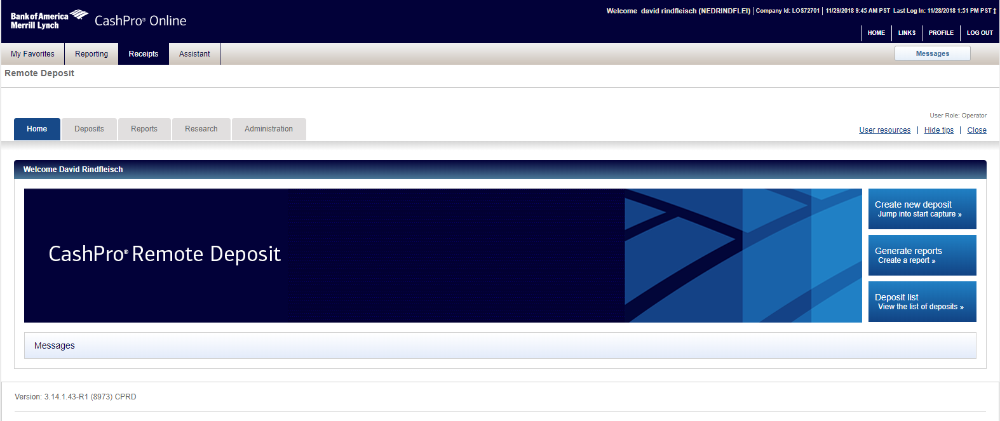 Bank of America
Merrill Lynch
CashPro® Online
Welcome david rindfleisch (NEDRINDFLEI) | Company Id: LOS72701 | 11/29/2018 9:45 AM PST Last Log In: 11/28/2018 1:51 PM PST
HOME | LINKS | PROFILE | LOG OUT
My Favorites Reporting Receipts Assistant
Messages
Remote Deposit
User Role: Operator
Home Deposits Reports Research Administration
User resources | Hide tips | Close
Welcome David Rindfleisch
CashPro® Remote Deposit
Create new deposit
Jump into start capture »
Generate reports
Create a report »
Deposit list
View the list of deposits »
Messages
Version: 3.14.1.43-R1 (8973) CPRD